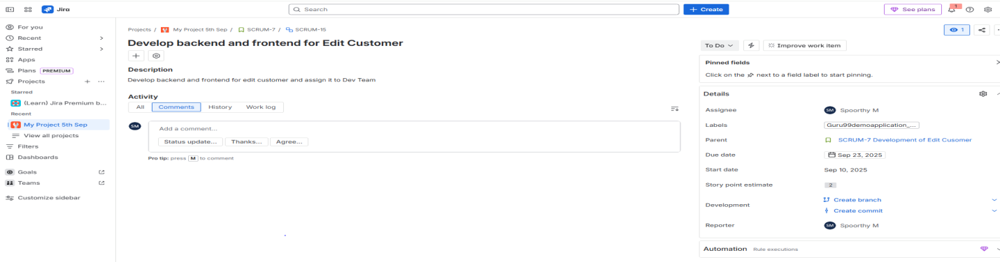 Jira
Search
+ Create
See plans
1
For you
Recent
Starred
Apps
Plans PREMIUM
Projects
Starred
(Learn) Jira Premium b...
Recent
My Project 5th Sep
View all projects
Filters
Dashboards
Goals
Teams
Customize sidebar
Projects / My Project 5th Sep / SCRUM-7 / SCRUM-15
Develop backend and frontend for Edit Customer
Description
Develop backend and frontend for edit customer and assign it to Dev Team
Activity
All Comments History Work log
SM Add a comment...
Status update... Thanks... Agree...
Pro tip: press M to comment
1
To Do Improve work item
Pinned fields
Click on the next to a field label to start pinning.
Details
Assignee SM Spoorthy M
Labels Guru99demoapplication_...
Parent SCRUM-7 Development of Edit Cusomer
Due date Sep 23, 2025
Start date Sep 10, 2025
Story point estimate 2
Development Create branch
Create commit
Reporter SM Spoorthy M
Automation Rule executions